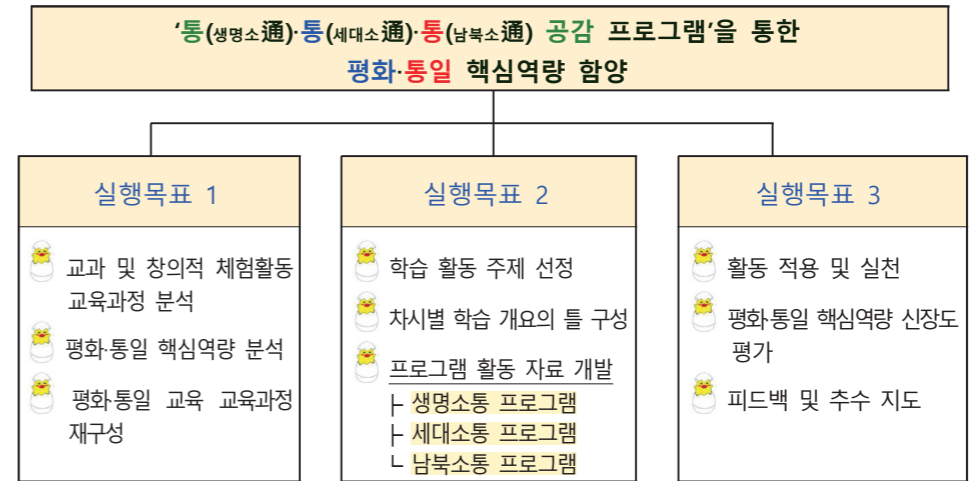 ‘통(생명소通)·통(세대소通)·통(남북소通) 공감 프로그램’을 통한
평화·통일 핵심역량 함양
실행목표 1
교과 및 창의적 체험활동
교육과정 분석
평화·통일 핵심역량 분석
평화·통일 교육 교육과정
재구성
실행목표 2
학습 활동 주제 선정
차시별 학습 개요의 틀 구성
프로그램 활동 자료 개발
├ 생명소통 프로그램
├ 세대소통 프로그램
└ 남북소통 프로그램
실행목표 3
활동 적용 및 실천
평화·통일 핵심역량 신장도
평가
피드백 및 추수 지도